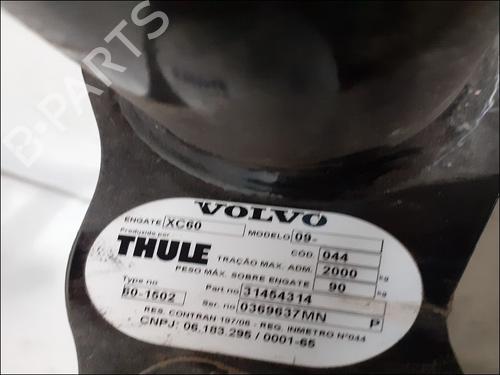 B-PARTS
VOLVO
ENGATE XC60 MODELO 09-
Produzido por THULE CÓD 044
TRAÇÃO MAX. ADM. 2000 kg
PESO MÁX. SOBRE ENGATE 90 kg
Type no Part no 31454314
60-1502 Ser. no 0369637MN P
RES. CONTRAN 197/06 - REG. INMETRO Nº044
CNPJ: 06.183.295 / 0001-65